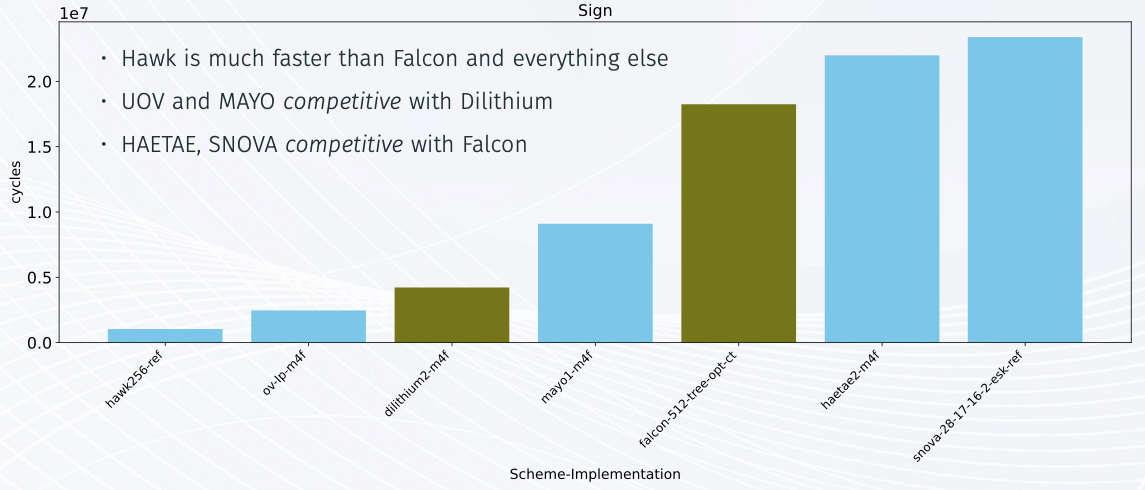 1e7
Sign
• Hawk is much faster than Falcon and everything else
• UOV and MAYO competitive with Dilithium
• HAETAE, SNOVA competitive with Falcon
cycles
2.0
1.5
1.0
0.5
0.0
hawk256-ref
ov-Ip-m4f
dilithium2-m4f
mayo1-m4f
falcon-512-tree-opt-ct
haetae2-m4f
snova-28-17-16-2-esk-ref
Scheme-Implementation